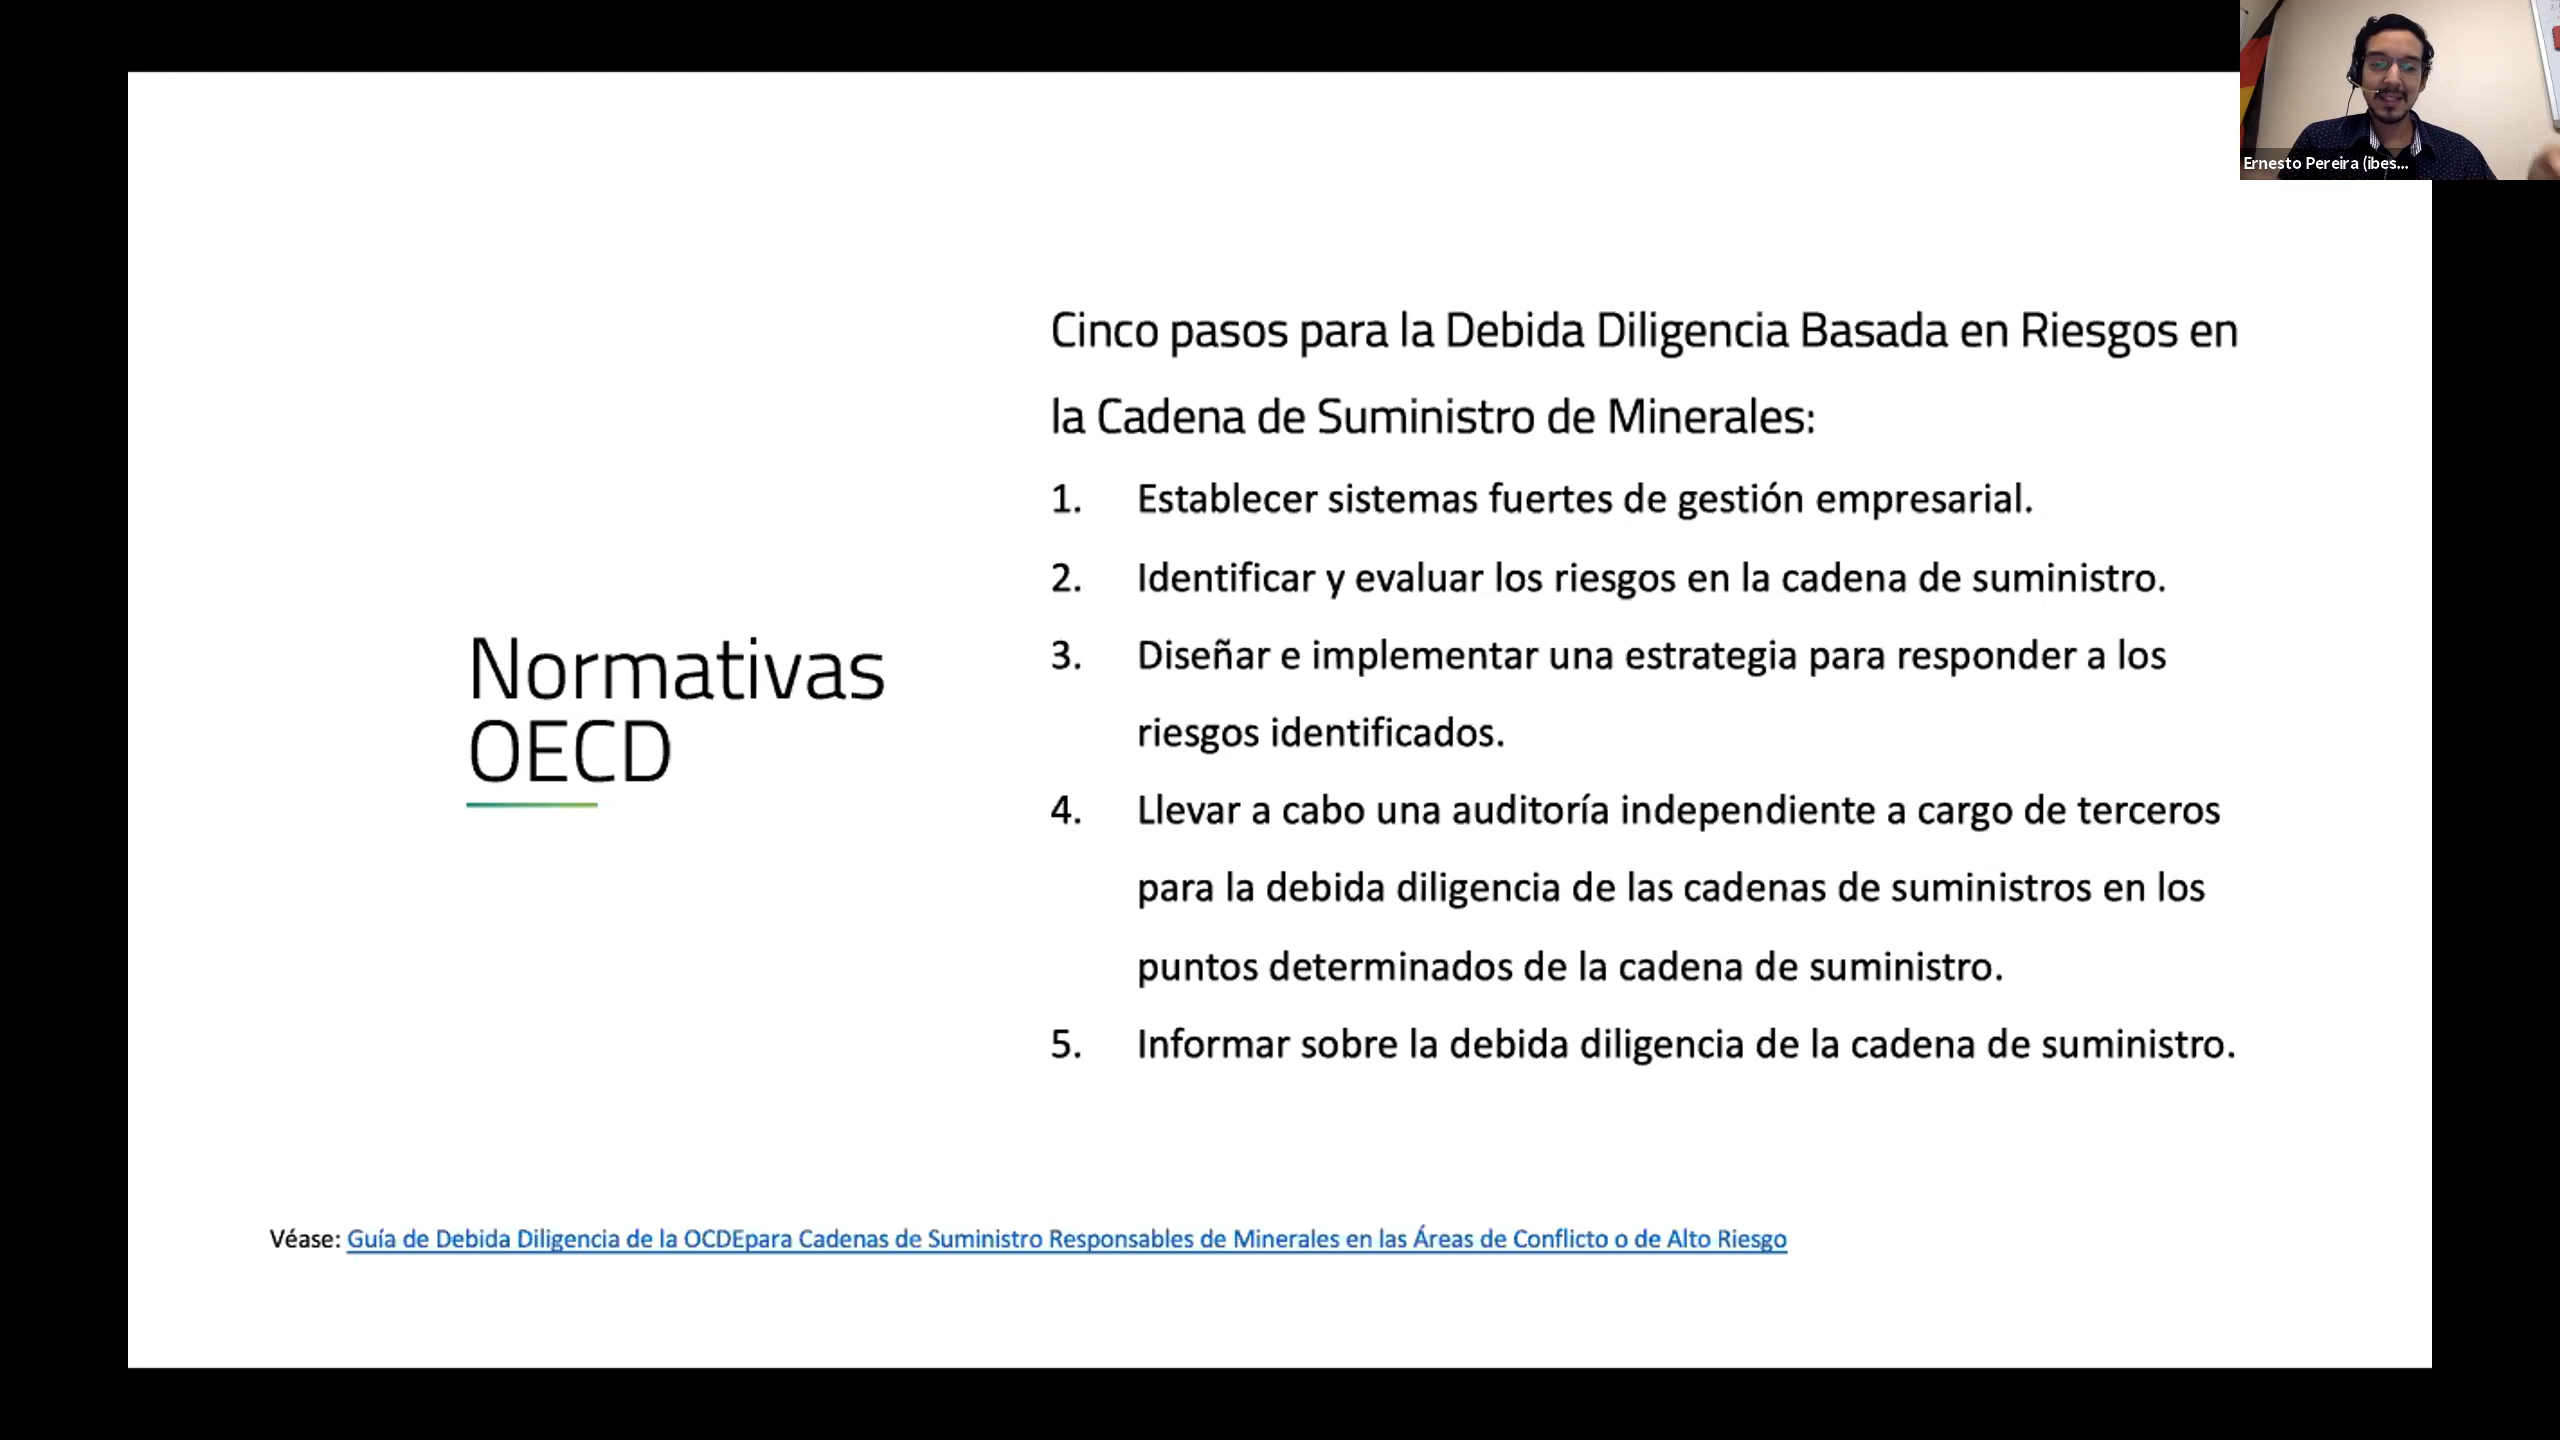 Ernesto Pereira (ibes...
Cinco pasos para la Debida Diligencia Basada en Riesgos en
la Cadena de Suministro de Minerales:
1. Establecer sistemas fuertes de gestión empresarial.
2. Identificar y evaluar los riesgos en la cadena de suministro.
3. Diseñar e implementar una estrategia para responder a los
riesgos identificados.
4. Llevar a cabo una auditoría independiente a cargo de terceros
para la debida diligencia de las cadenas de suministros en los
puntos determinados de la cadena de suministro.
5. Informar sobre la debida diligencia de la cadena de suministro.
Normativas
OECD
Véase: Guía de Debida Diligencia de la OCDEpara Cadenas de Suministro Responsables de Minerales en las Áreas de Conflicto o de Alto Riesgo